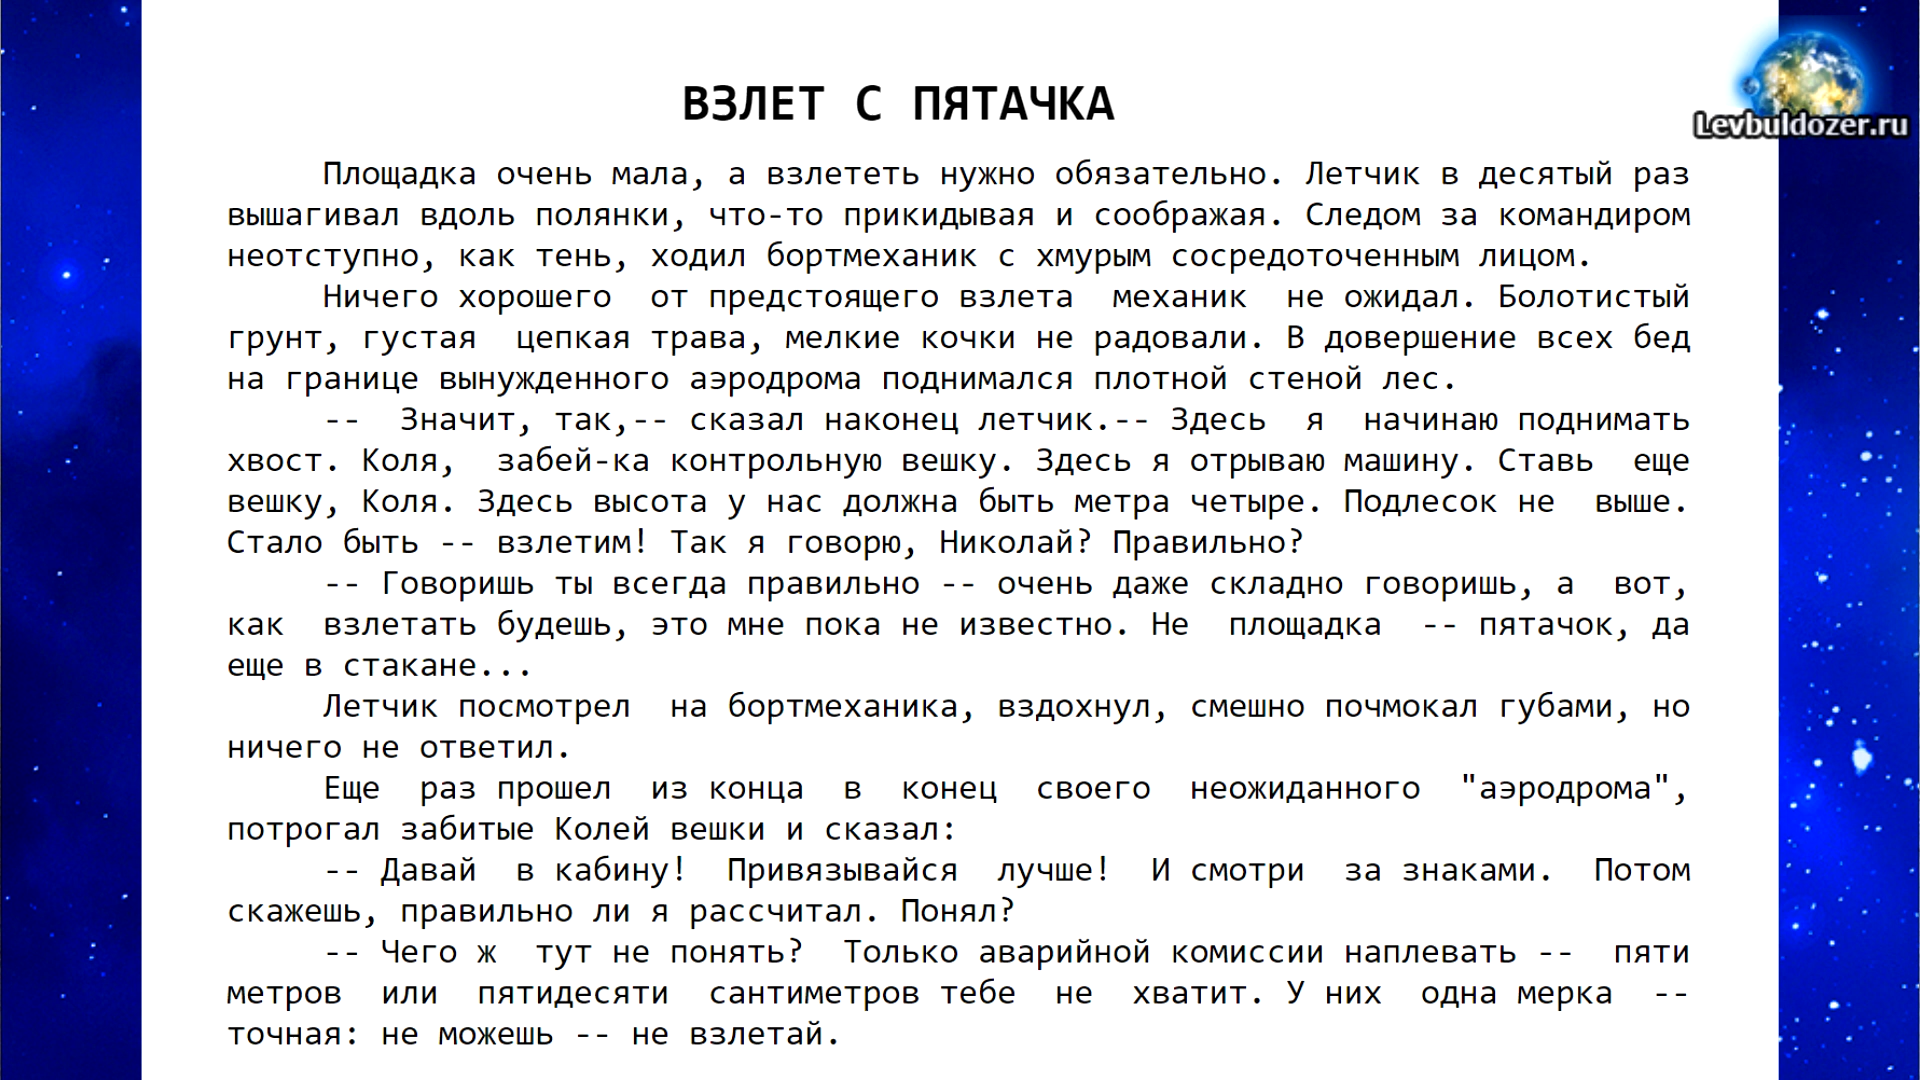 Levbuldozer.ru
ВЗЛЕТ С ПЯТАЧКА
Площадка очень мала, а взлететь нужно обязательно. Летчик в десятый раз
вышагивал вдоль полянки, что-то прикидывая и соображая. Следом за командиром
неотступно, как тень, ходил бортмеханик с хмурым сосредоточенным лицом.
Ничего хорошего от предстоящего взлета механик не ожидал. Болотистый
грунт, густая цепкая трава, мелкие кочки не радовали. В довершение всех бед
на границе вынужденного аэродрома поднимался плотной стеной лес.
-- Значит, так,-- сказал наконец летчик.-- Здесь я начинаю поднимать
хвост. Коля, забей-ка контрольную вешку. Здесь я отрываю машину. Ставь еще
вешку, Коля. Здесь высота у нас должна быть метра четыре. Подлесок не выше.
Стало быть -- взлетим! Так я говорю, Николай? Правильно?
-- Говоришь ты всегда правильно -- очень даже складно говоришь, а вот,
как взлетать будешь, это мне пока не известно. Не площадка -- пятачок, да
еще в стакане...
Летчик посмотрел на бортмеханика, вздохнул, смешно почмокал губами, но
ничего не ответил.
Еще раз прошел из конца в конец своего неожиданного "аэродрома",
потрогал забитые Колей вешки и сказал:
-- Давай в кабину! Привязывайся лучше! И смотри за знаками. Потом
скажешь, правильно ли я рассчитал. Понял?
-- Чего ж тут не понять? Только аварийной комиссии наплевать -- пяти
метров или пятидесяти сантиметров тебе не хватит. У них одна мерка --
точная: не можешь -- не взлетай.